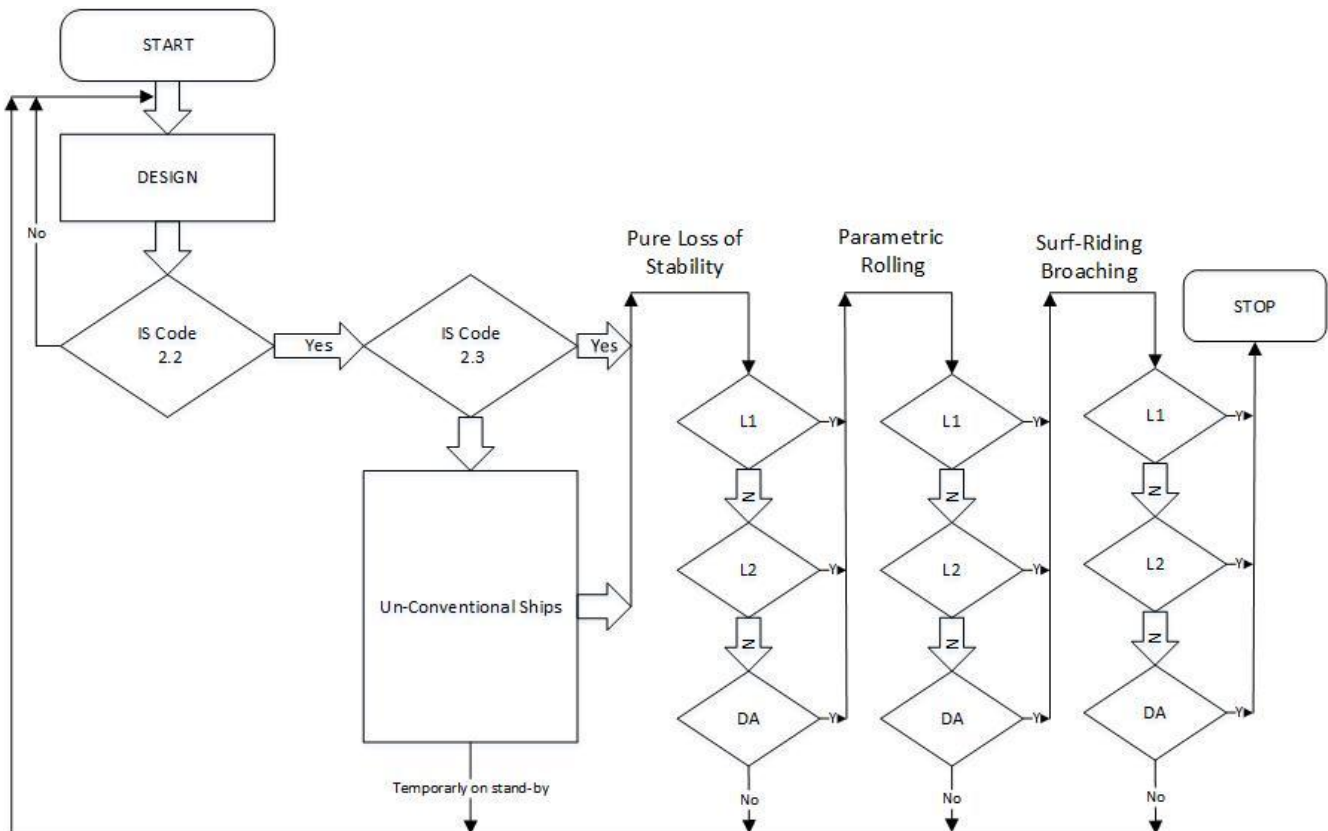 START
DESIGN
No
IS Code
2.2
Yes
IS Code
2.3
Yes
Un-Conventional Ships
Temporarly on stand-by
Pure Loss of
Stability
L1
Y
N
L2
Y
N
DA
Y
No
Parametric
Rolling
L1
Y
N
L2
Y
N
DA
Y
No
Surf-Riding
Broaching
L1
Y
N
L2
Y
N
DA
Y
No
STOP